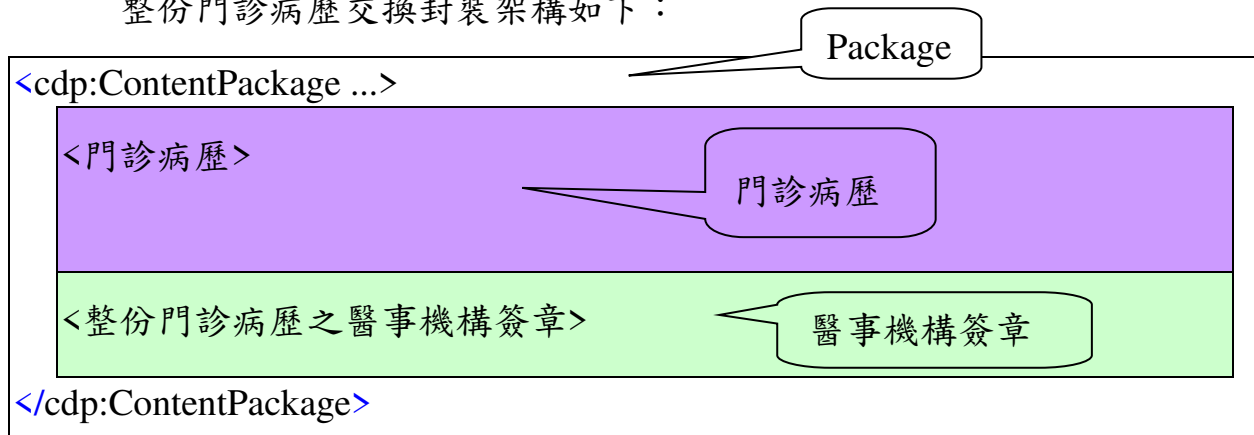 整份門診病歷交換封裝架構如下：
Package
<cdp:ContentPackage ...>
<門診病歷>
門診病歷
<整份門診病歷之醫事機構簽章>
醫事機構簽章
</cdp:ContentPackage>